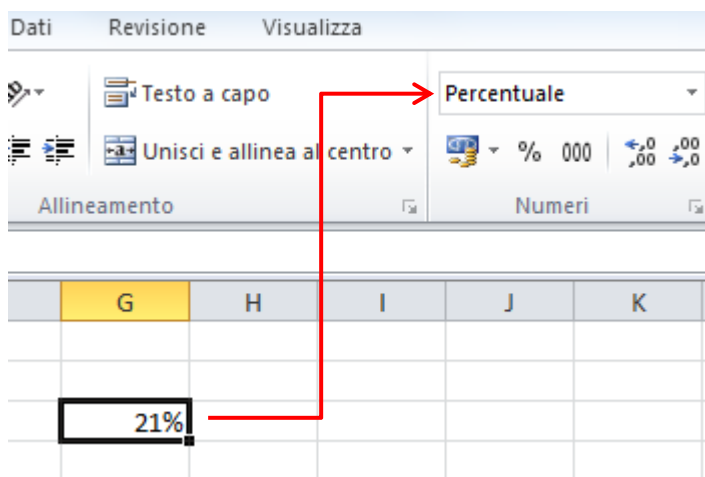 Dati Revisione Visualizza
Testo a capo
Percentuale
Unisci e allinea al centro
% 000 ,0 ,00
,00 ,0
Allineamento
Numeri
G H I J K
21%